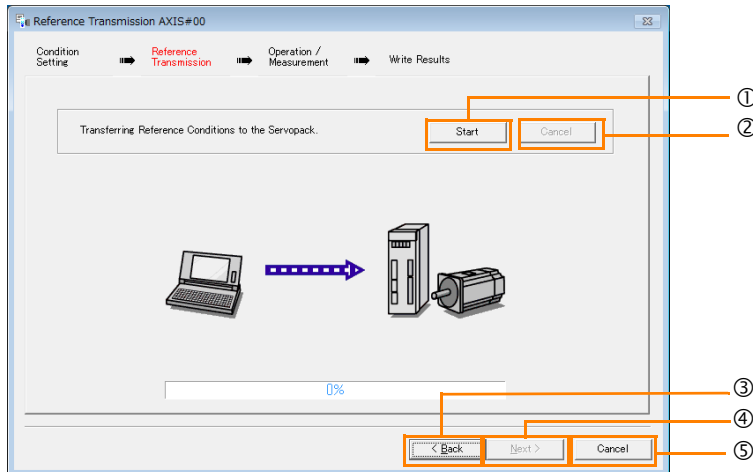 Reference Transmission AXIS#00
Condition Setting
Reference Transmission
Operation / Measurement
Write Results
①
Transferring Reference Conditions to the Servopack.
Start
Cancel
②
0%
③
④
< Back
Next >
Cancel
⑤